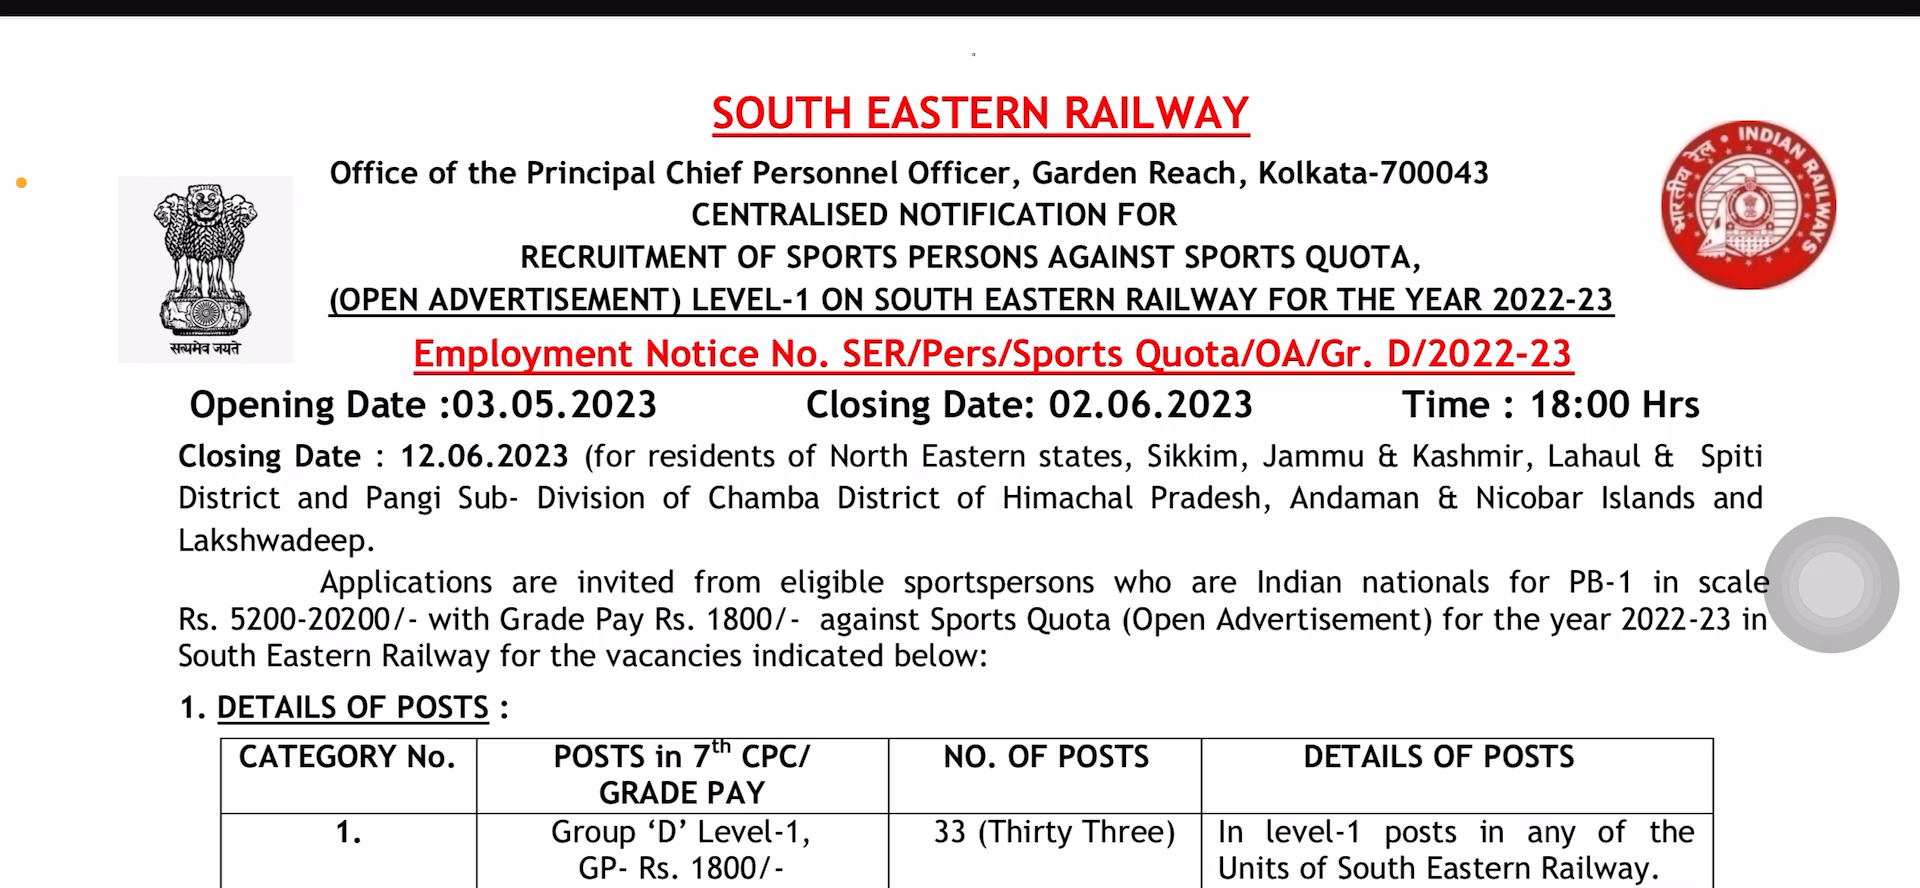 SOUTH EASTERN RAILWAY
Office of the Principal Chief Personnel Officer, Garden Reach, Kolkata-700043
CENTRALISED NOTIFICATION FOR
RECRUITMENT OF SPORTS PERSONS AGAINST SPORTS QUOTA,
(OPEN ADVERTISEMENT) LEVEL-1 ON SOUTH EASTERN RAILWAY FOR THE YEAR 2022-23
सत्यमेव जयते
भारतीय रेल • INDIAN RAILWAYS
Employment Notice No. SER/Pers/Sports Quota/OA/Gr. D/2022-23
Opening Date :03.05.2023 Closing Date: 02.06.2023 Time : 18:00 Hrs
Closing Date : 12.06.2023 (for residents of North Eastern states, Sikkim, Jammu & Kashmir, Lahaul & Spiti
District and Pangi Sub- Division of Chamba District of Himachal Pradesh, Andaman & Nicobar Islands and
Lakshwadeep.
Applications are invited from eligible sportspersons who are Indian nationals for PB-1 in scale
Rs. 5200-20200/- with Grade Pay Rs. 1800/- against Sports Quota (Open Advertisement) for the year 2022-23 in
South Eastern Railway for the vacancies indicated below:
1. DETAILS OF POSTS :
CATEGORY No. POSTS in 7th CPC/ NO. OF POSTS DETAILS OF POSTS
GRADE PAY
1. Group ‘D’ Level-1, 33 (Thirty Three) In level-1 posts in any of the
GP- Rs. 1800/- Units of South Eastern Railway.